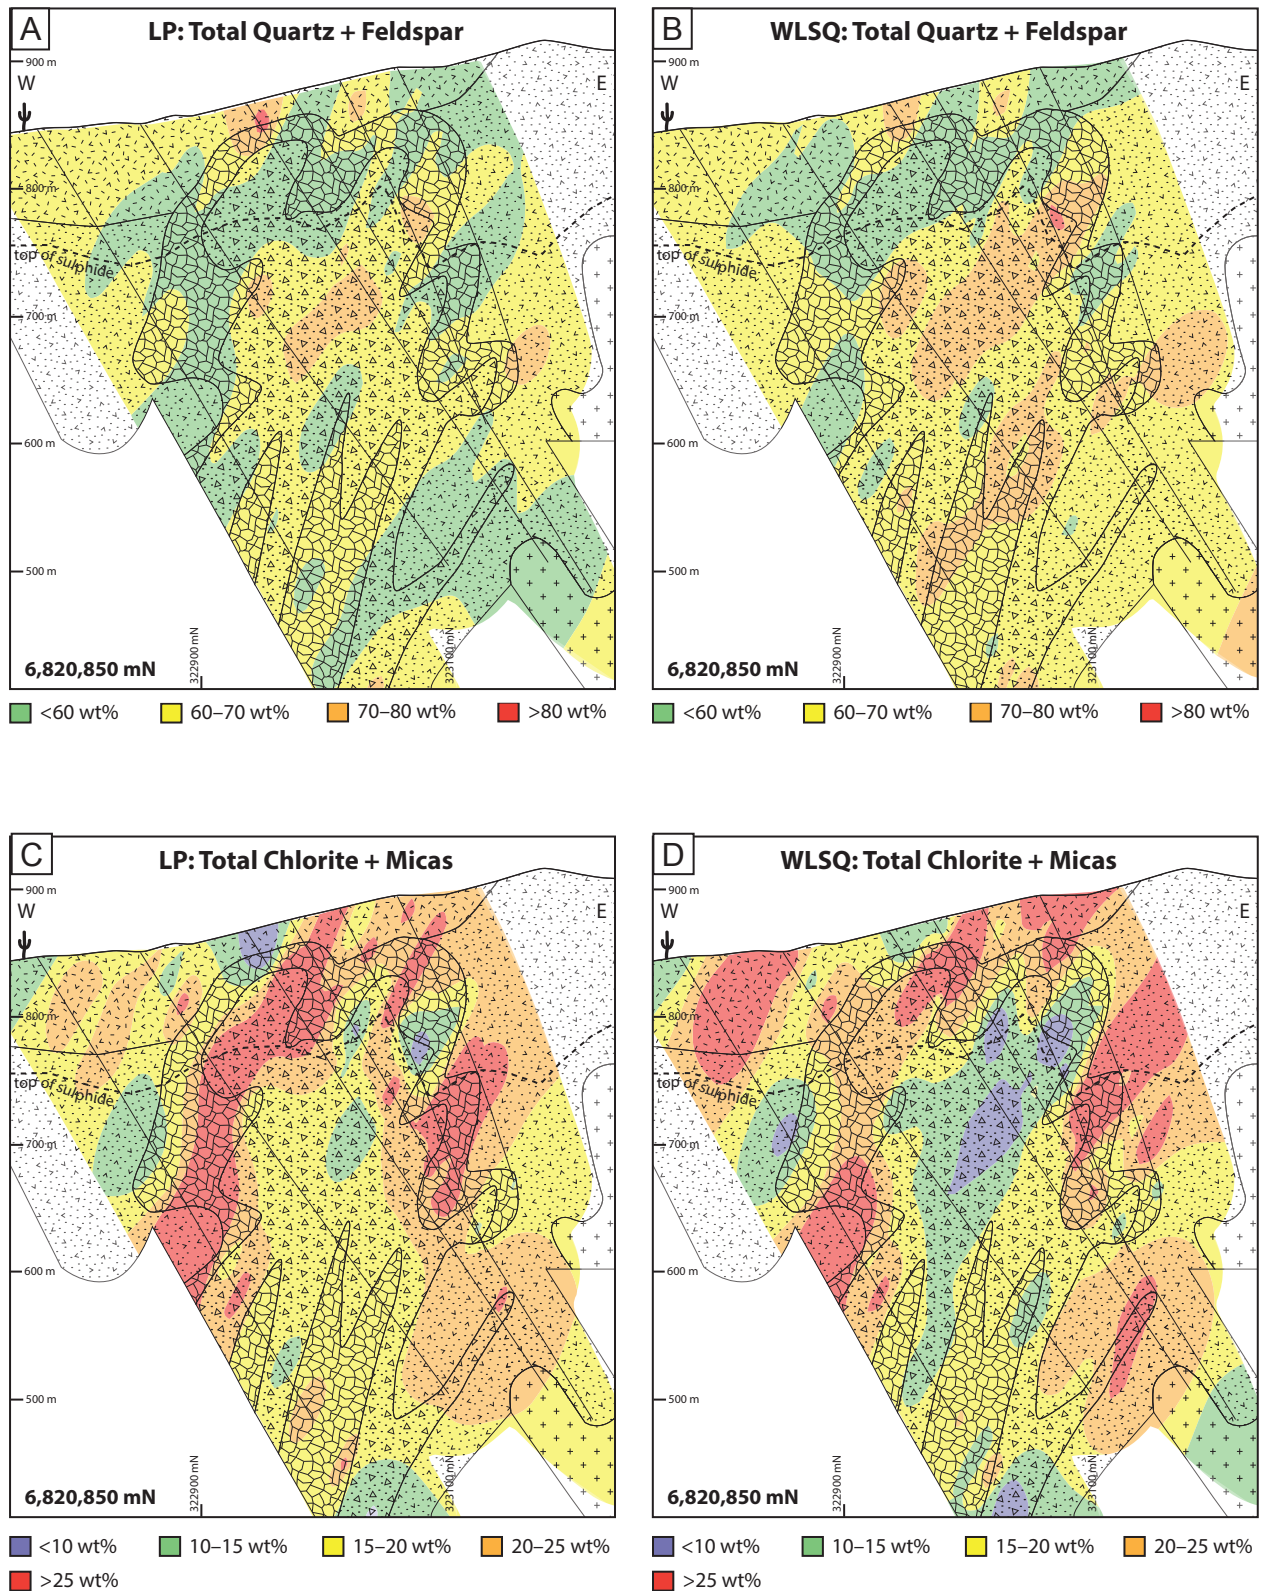 A
LP: Total Quartz + Feldspar
900 m
W
800 m
top of sulphide
700 m
600 m
500 m
322900 mN
323100 mN
6,820,850 mN
<60 wt%
60–70 wt%
70–80 wt%
>80 wt%
B
WLSQ: Total Quartz + Feldspar
900 m
W
E
800 m
top of sulphide
700 m
600 m
500 m
322900 mN
323100 mN
6,820,850 mN
<60 wt%
60–70 wt%
70–80 wt%
>80 wt%
E
C
LP: Total Chlorite + Micas
900 m
W
E
800 m
top of sulphide
700 m
600 m
500 m
322900 mN
323100 mN
6,820,850 mN
<10 wt%
10–15 wt%
15–20 wt%
20–25 wt%
>25 wt%
D
WLSQ: Total Chlorite + Micas
900 m
W
E
800 m
top of sulphide
700 m
600 m
500 m
322900 mN
323100 mN
6,820,850 mN
<10 wt%
10–15 wt%
15–20 wt%
20–25 wt%
>25 wt%